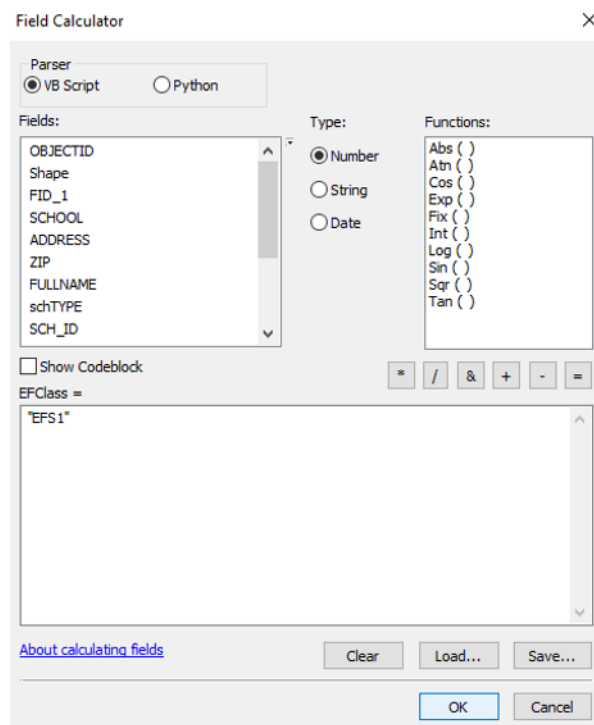 Field Calculator
Parser
VB Script
Python
Fields:
OBJECTID
Shape
FID_1
SCHOOL
ADDRESS
ZIP
FULLNAME
schTYPE
SCH_ID
Type:
Number
String
Date
Functions:
Abs ( )
Atn ( )
Cos ( )
Exp ( )
Fix ( )
Int ( )
Log ( )
Sin ( )
Sqr ( )
Tan ( )
Show Codeblock
* / & + - =
EFClass =
"EFS1"
About calculating fields
Clear
Load...
Save...
OK
Cancel